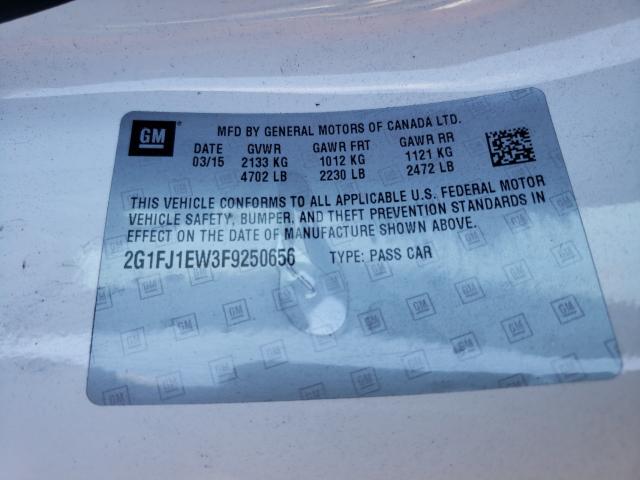 GM
MFD BY GENERAL MOTORS OF CANADA LTD.
DATE GVWR GAWR FRT GAWR RR
03/15 2133 KG 1012 KG 1121 KG
4702 LB 2230 LB 2472 LB
THIS VEHICLE CONFORMS TO ALL APPLICABLE U.S. FEDERAL MOTOR
VEHICLE SAFETY, BUMPER, AND THEFT PREVENTION STANDARDS IN
EFFECT ON THE DATE OF MANUFACTURE SHOWN ABOVE.
2G1FJ1EW3F9250656 TYPE: PASS CAR